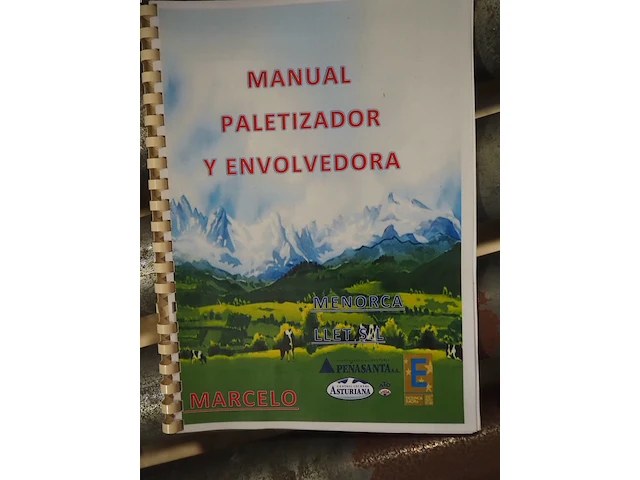 MANUAL
PALETIZADOR
Y ENVOLVEDORA
MENORCA
LLET S/L
PEÑASANTA S.A.
ASTURIANA
E
MARCELO